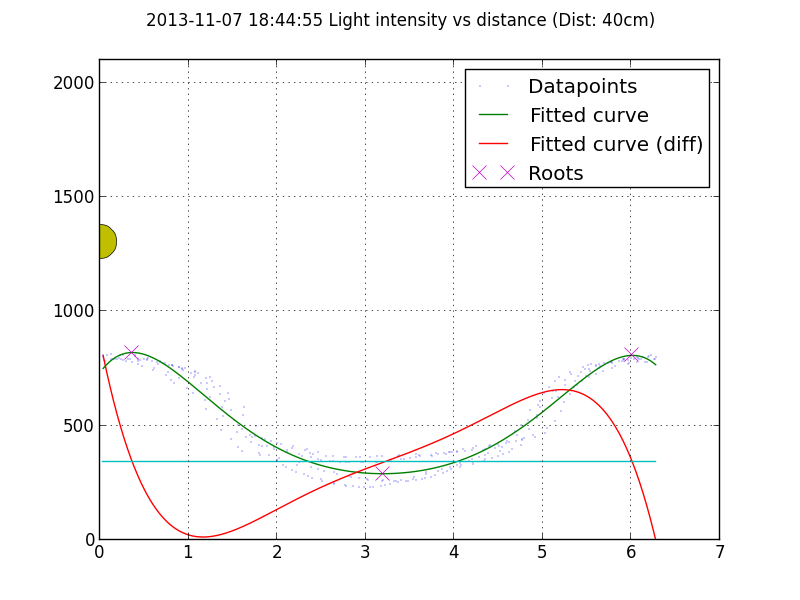 2013-11-07 18:44:55 Light intensity vs distance (Dist: 40cm)
2000
1500
1000
500
0
Datapoints
Fitted curve
Fitted curve (diff)
Roots
0 1 2 3 4 5 6 7